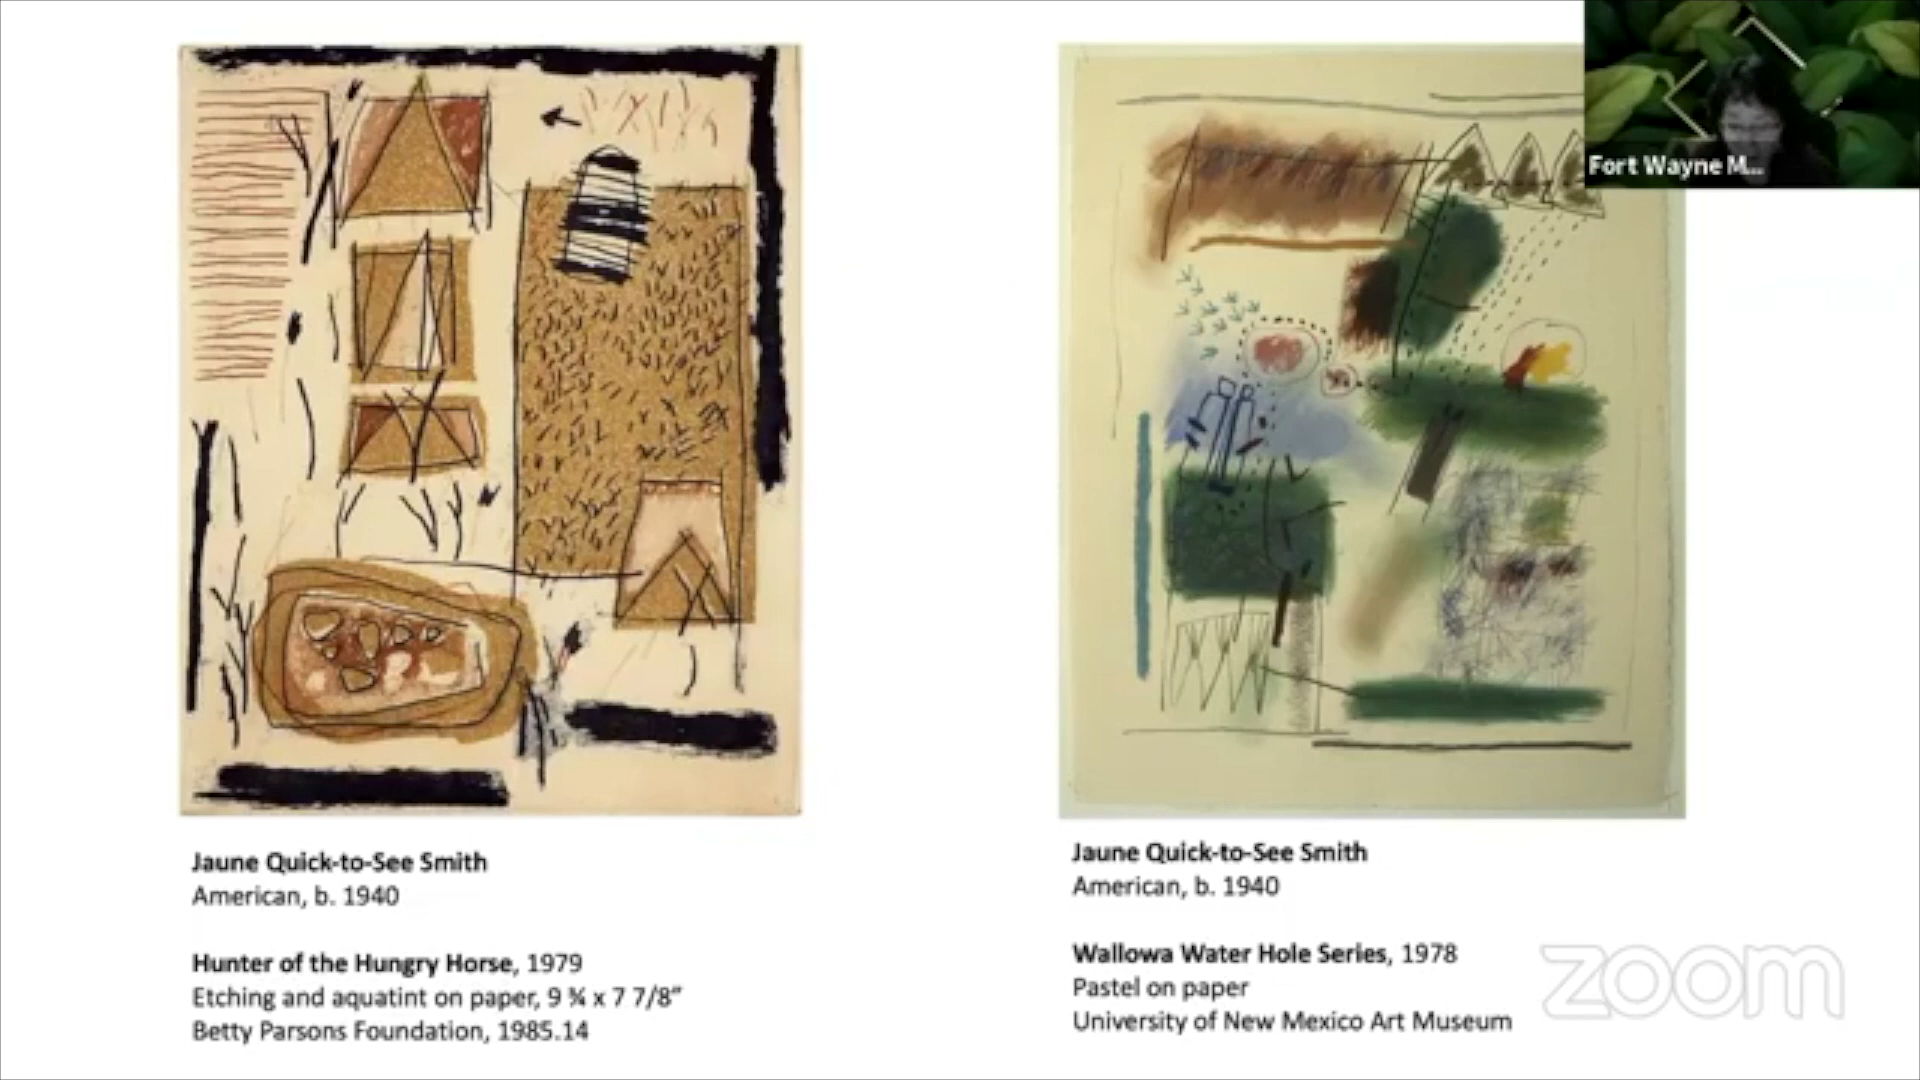 Fort Wayne M...
Jaune Quick-to-See Smith
American, b. 1940
Hunter of the Hungry Horse, 1979
Etching and aquatint on paper, 9 ¾ x 7 7/8”
Betty Parsons Foundation, 1985.14
Jaune Quick-to-See Smith
American, b. 1940
Wallowa Water Hole Series, 1978
Pastel on paper
University of New Mexico Art Museum
zoom